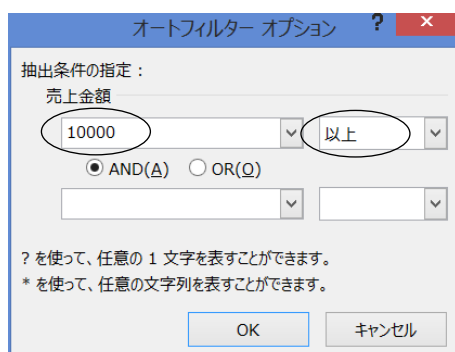 オートフィルター オプション ? ×
抽出条件の指定：
売上金額
10000 以上
AND(A) OR(O)
? を使って、任意の 1 文字を表すことができます。
* を使って、任意の文字列を表すことができます。
OK キャンセル